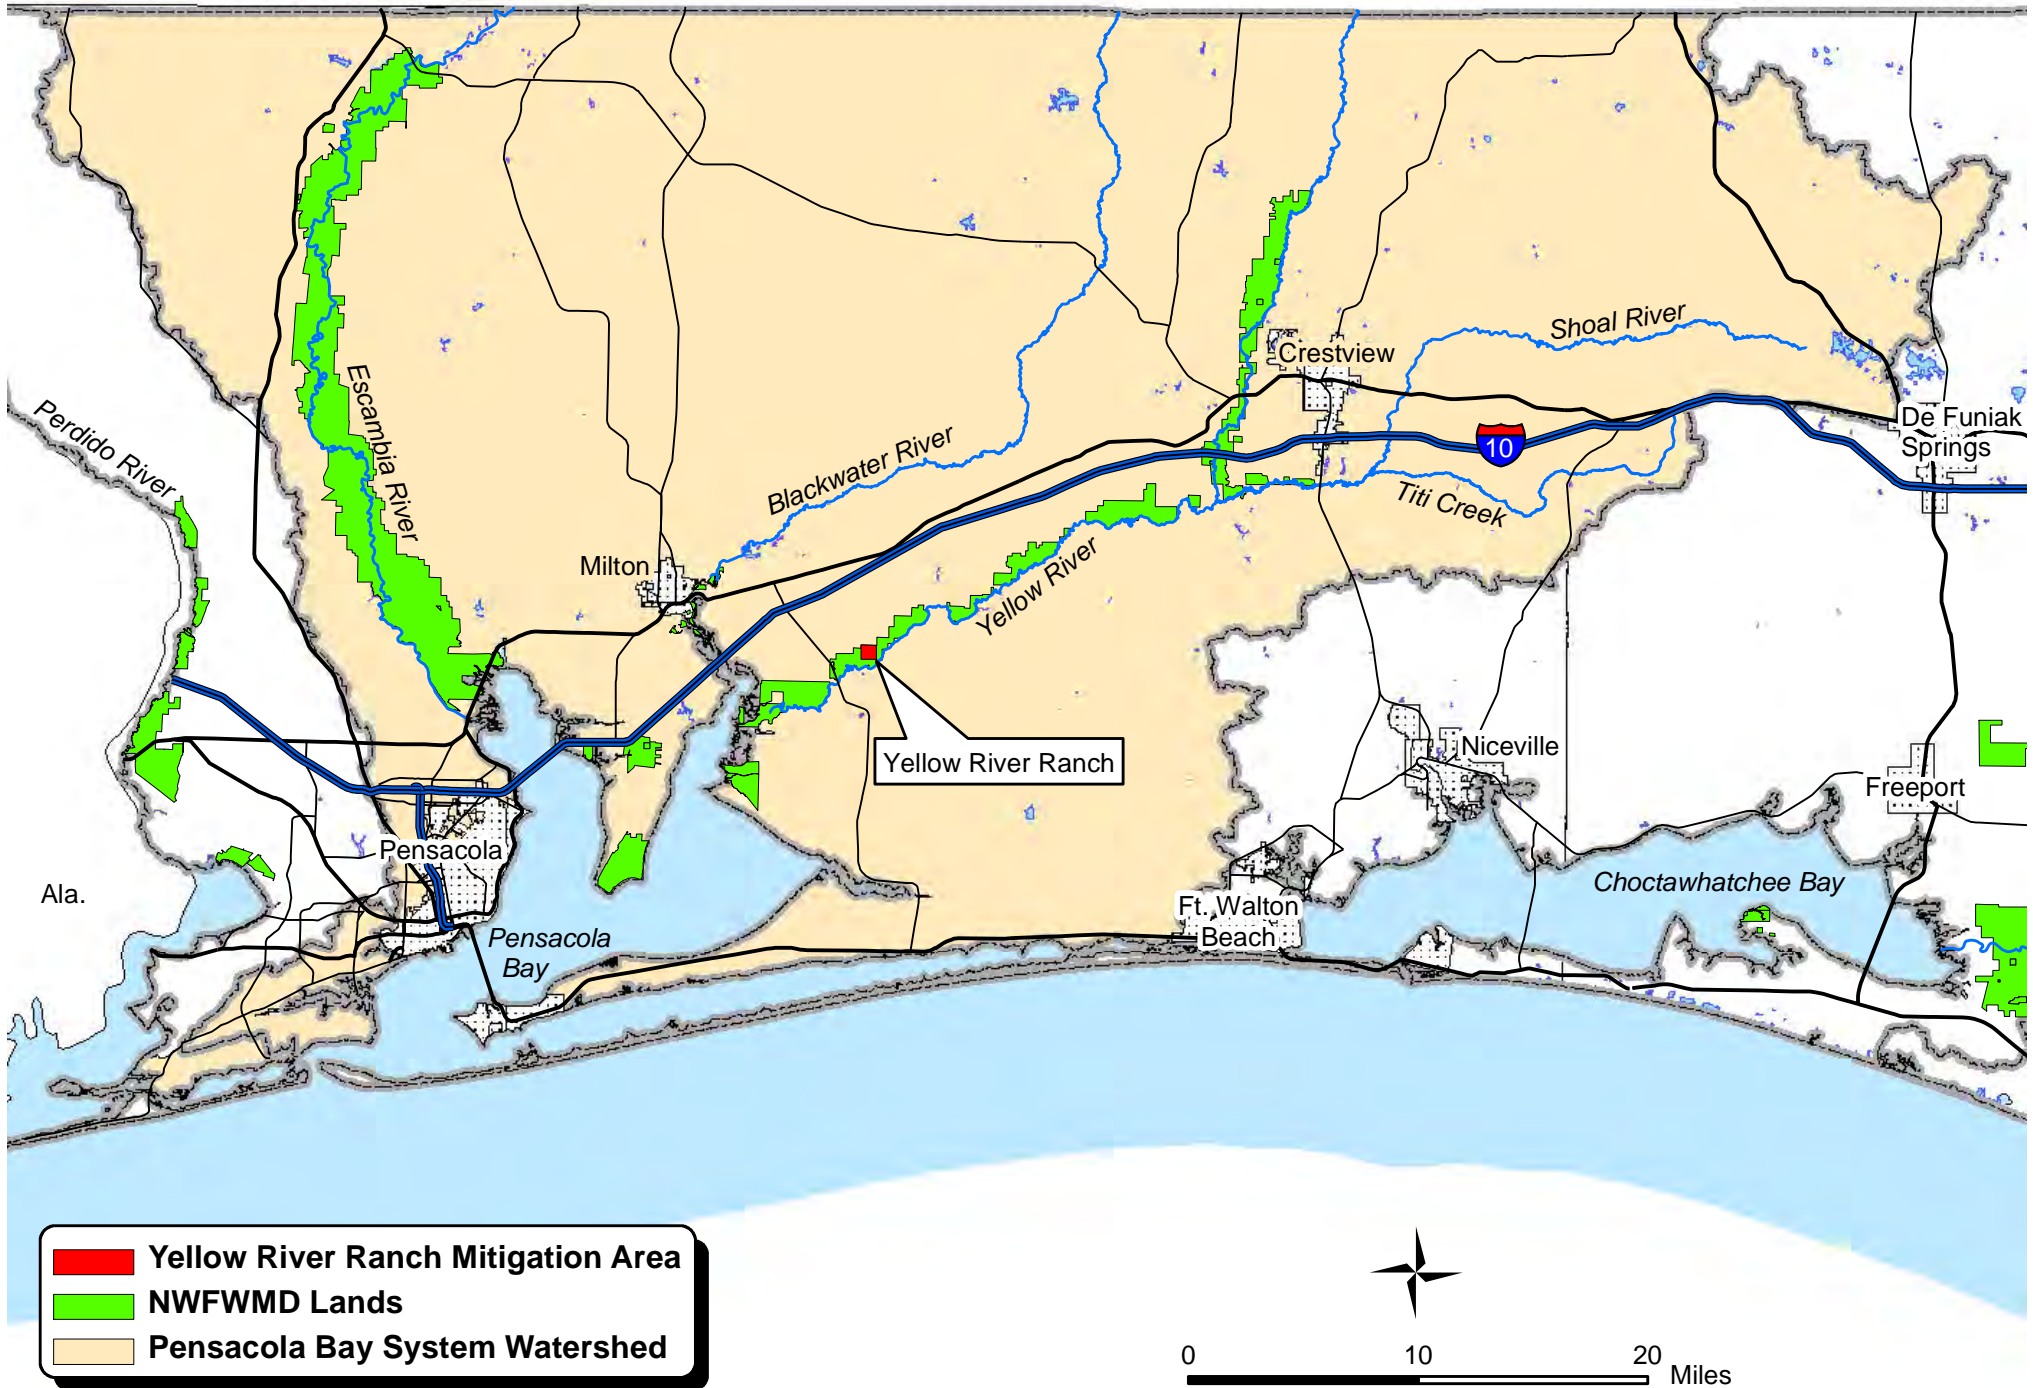 Shoal River
Crestview
Escambia River
Perdido River
De Funiak
Springs
10
Blackwater River
Titi Creek
Milton
Yellow River
Yellow River Ranch
Niceville
Freeport
Pensacola
Ala.
Choctawhatchee Bay
Ft. Walton
Beach
Pensacola
Bay
Yellow River Ranch Mitigation Area
NWFWMD Lands
Pensacola Bay System Watershed
0 10 20
Miles